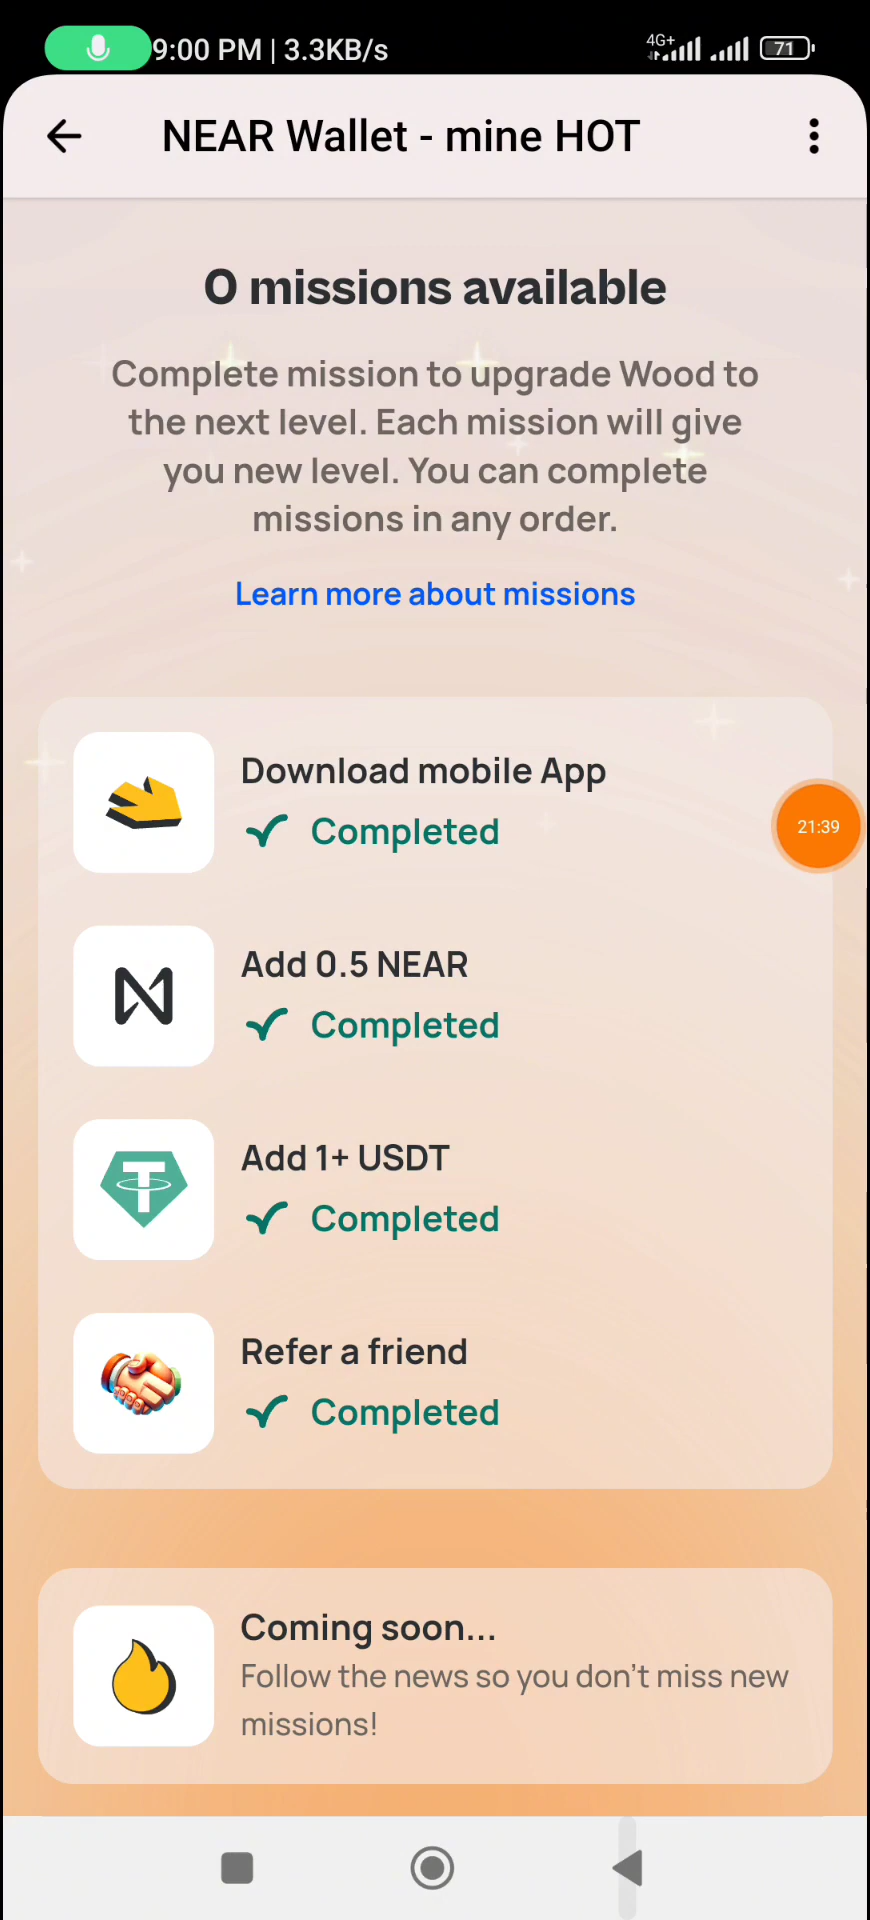 9:00 PM | 3.3KB/s
4G+
71
NEAR Wallet - mine HOT
0 missions available
Complete mission to upgrade Wood to
the next level. Each mission will give
you new level. You can complete
missions in any order.
Learn more about missions
Download mobile App
Completed
21:39
Add 0.5 NEAR
Completed
Add 1+ USDT
Completed
Refer a friend
Completed
Coming soon...
Follow the news so you don't miss new
missions!